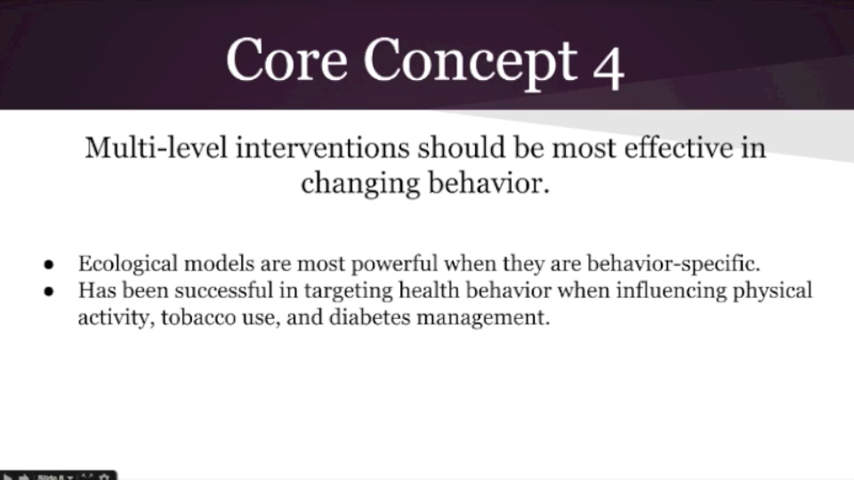 Core Concept 4
Multi-level interventions should be most effective in
changing behavior.
● Ecological models are most powerful when they are behavior-specific.
● Has been successful in targeting health behavior when influencing physical
activity, tobacco use, and diabetes management.